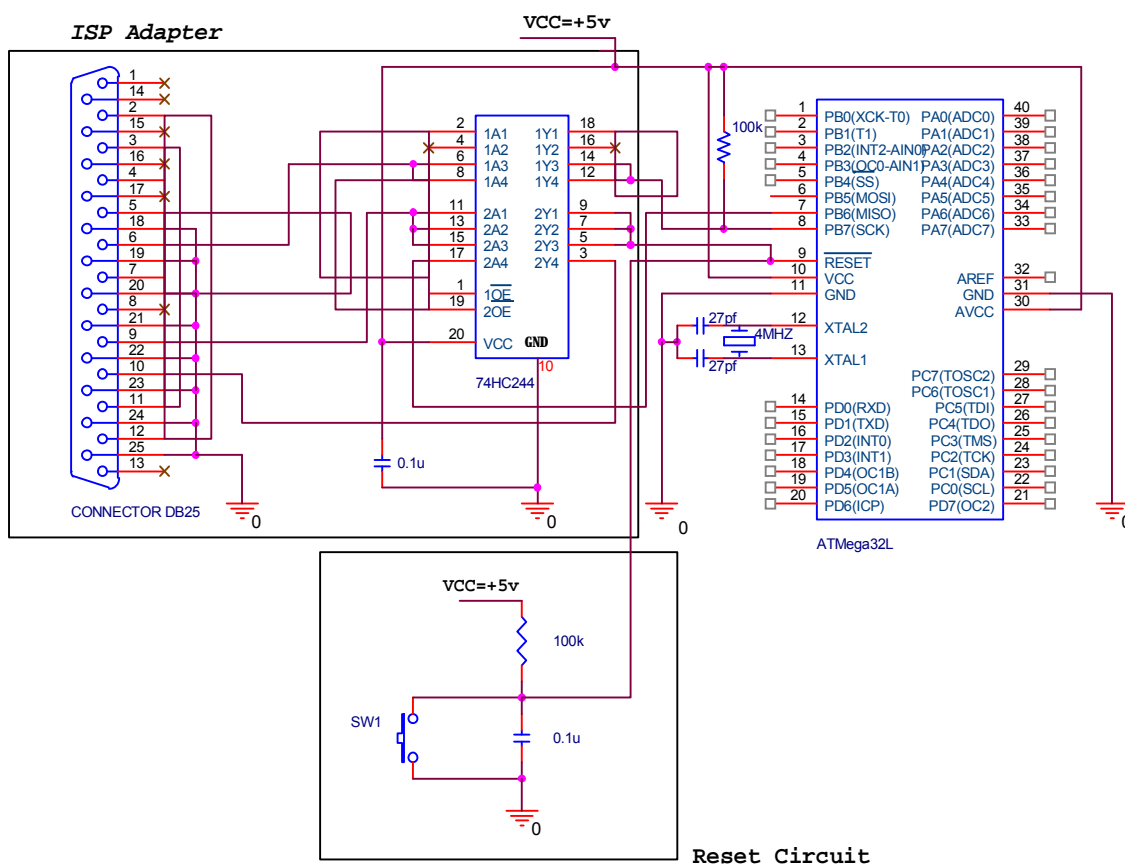 ISP Adapter
VCC=+5v
1
14
2
15
3
16
4
17
5
18
6
19
7
20
8
21
9
22
10
23
11
24
12
25
13
CONNECTOR DB25
0
2 1A1 1Y1 18
4 1A2 1Y2 16
6 1A3 1Y3 14
8 1A4 1Y4 12
11 2A1 2Y1 9
13 2A2 2Y2 7
15 2A3 2Y3 5
17 2A4 2Y4 3
1 1OE
19 2OE
20 VCC GND
10
74HC244
0.1u
0
100k
27pf
4MHZ
27pf
0
1 PB0(XCK-T0) PA0(ADC0) 40
2 PB1(T1) PA1(ADC1) 39
3 PB2(INT2-AIN0) PA2(ADC2) 38
4 PB3(OC0-AIN1) PA3(ADC3) 37
5 PB4(SS) PA4(ADC4) 36
6 PB5(MOSI) PA5(ADC5) 35
7 PB6(MISO) PA6(ADC6) 34
8 PB7(SCK) PA7(ADC7) 33
9 RESET
10 VCC AREF 32
11 GND GND 31
AVCC 30
12 XTAL2
13 XTAL1
PC7(TOSC2) 29
PC6(TOSC1) 28
14 PD0(RXD) PC5(TDI) 27
15 PD1(TXD) PC4(TDO) 26
16 PD2(INT0) PC3(TMS) 25
17 PD3(INT1) PC2(TCK) 24
18 PD4(OC1B) PC1(SDA) 23
19 PD5(OC1A) PC0(SCL) 22
20 PD6(ICP) PD7(OC2) 21
ATMega32L
0
VCC=+5v
100k
SW1
0.1u
0
Reset Circuit